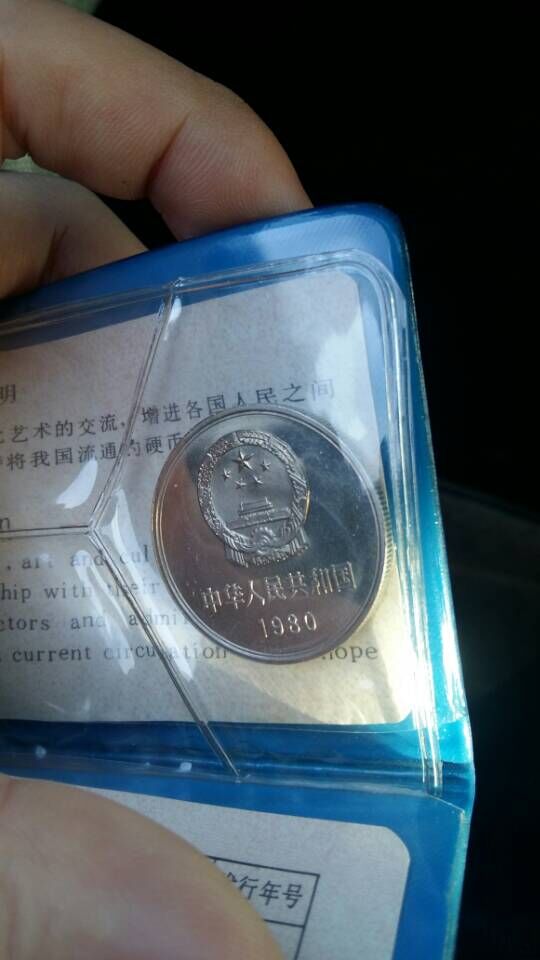 明
艺术的交流，增进各国人民之间
将我国流通的硬币
中华人民共和国
1980
n
, art and cul
hip with their
ctors and admi
current circulation hope
行年号